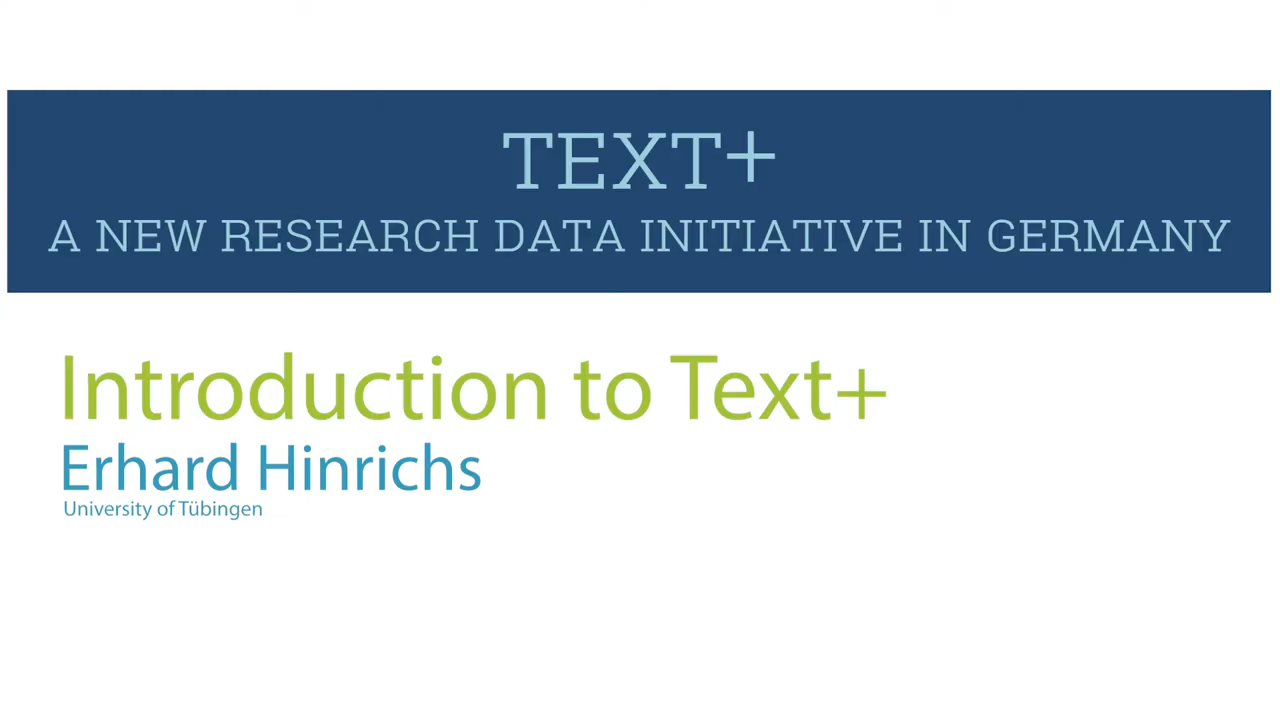 TEXT+
A NEW RESEARCH DATA INITIATIVE IN GERMANY
Introduction to Text+
Erhard Hinrichs
University of Tübingen